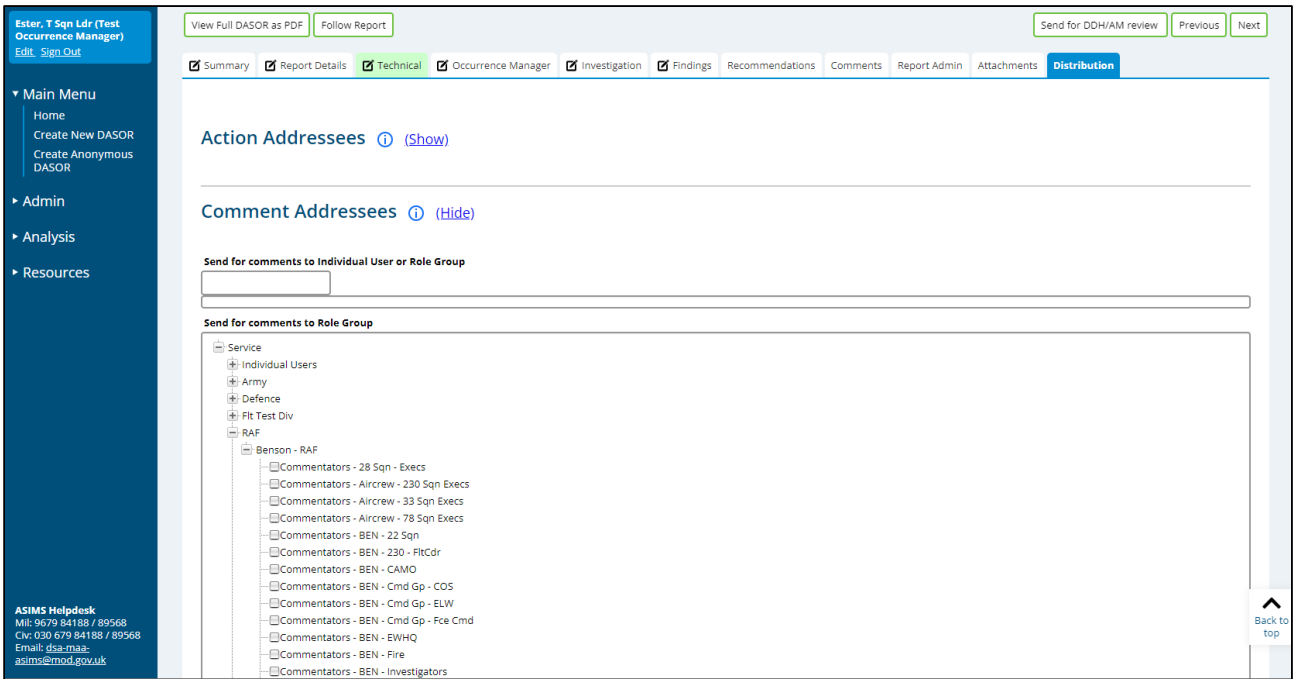 Ester, T Sqn Ldr (Test
Occurrence Manager)
Edit Sign Out
Main Menu
Home
Create New DASOR
Create Anonymous
DASOR
Admin
Analysis
Resources
ASIMS Helpdesk
Mil: 9679 84188 / 89568
Civ: 030 679 84188 / 89568
Email: dsa-maa-
asims@mod.gov.uk
View Full DASOR as PDF Follow Report Send for DDH/AM review Previous Next
Summary Report Details Technical Occurrence Manager Investigation Findings Recommendations Comments Report Admin Attachments Distribution
Action Addressees (Show)
Comment Addressees (Hide)
Send for comments to Individual User or Role Group
Send for comments to Role Group
Service
Individual Users
Army
Defence
Flt Test Div
RAF
Benson - RAF
Commentators - 28 Sqn - Execs
Commentators - Aircrew - 230 Sqn Execs
Commentators - Aircrew - 33 Sqn Execs
Commentators - Aircrew - 78 Sqn Execs
Commentators - BEN - 22 Sqn
Commentators - BEN - 230 - FltCdr
Commentators - BEN - CAMO
Commentators - BEN - Cmd Gp - COS
Commentators - BEN - Cmd Gp - ELW
Commentators - BEN - Cmd Gp - Fce Cmd
Commentators - BEN - EWHQ
Commentators - BEN - Fire
Commentators - BEN - Investigators
Back to
top